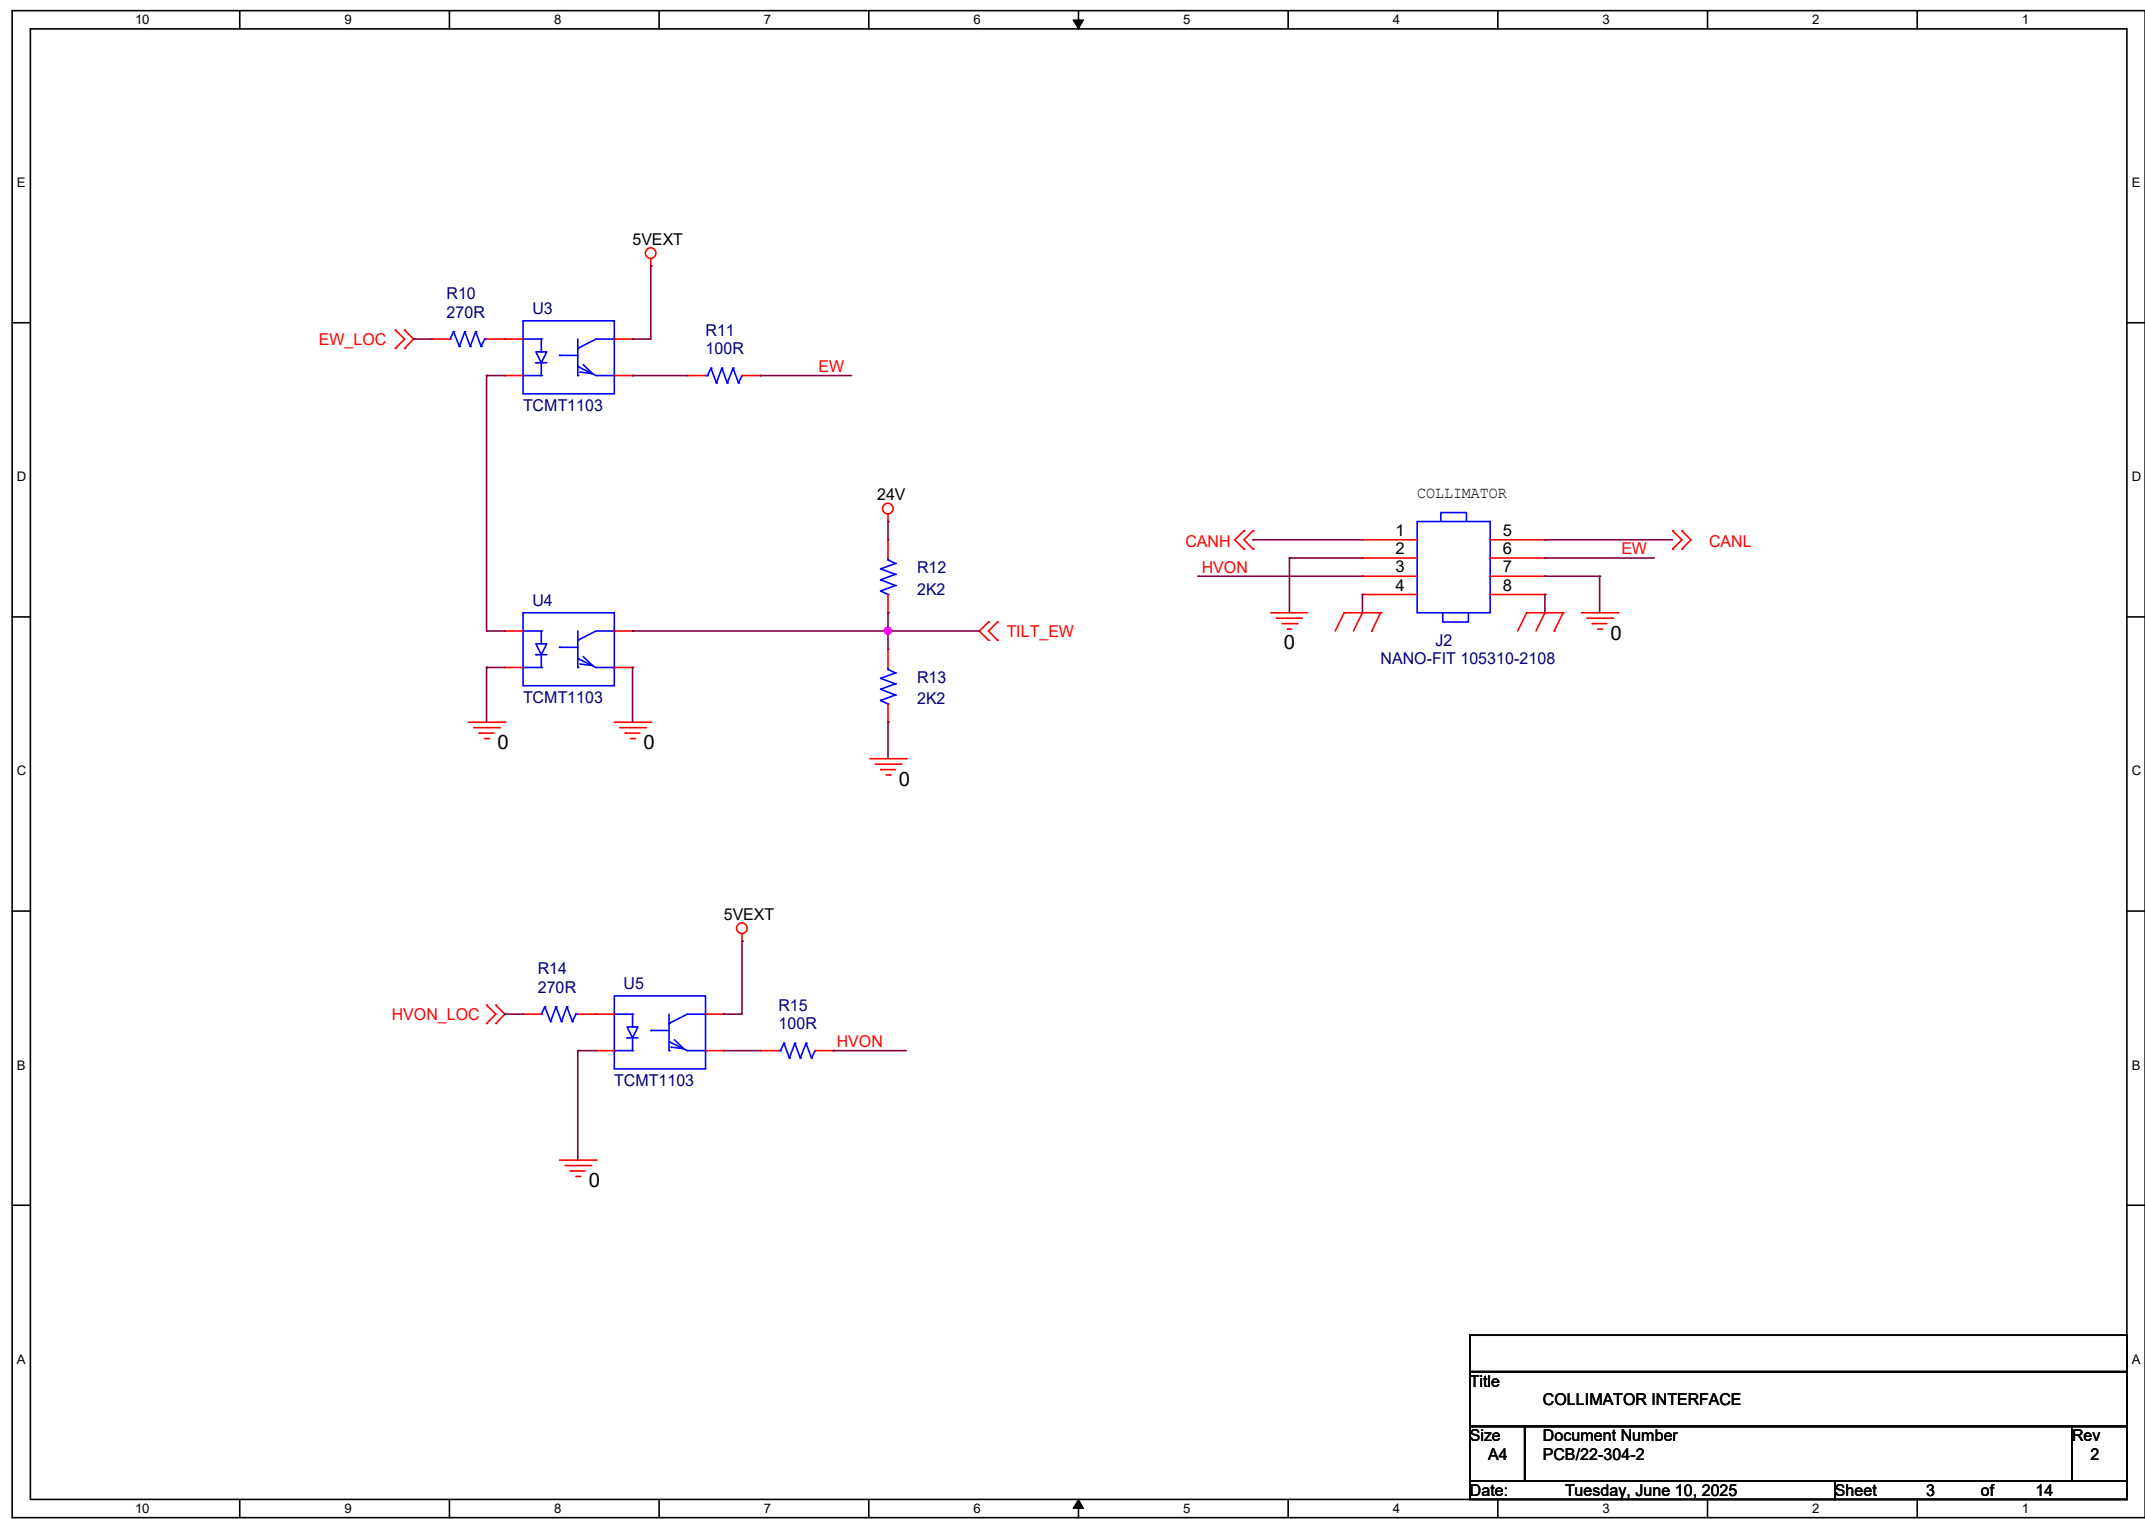 10 9 8 7 6 5 4 3 2 1
E E
5VEXT
R10
270R
U3
EW_LOC
R11
100R
EW
TCMT1103
D D
24V
COLLIMATOR
1 5
CANH CANL
2 6
EW
HVON
3 7
4 8
R12
2K2
U4
TILT_EW
0 0
J2
NANO-FIT 105310-2108
R13
2K2
TCMT1103
0 0
C C
0
5VEXT
R14
270R
U5
HVON_LOC
R15
100R
HVON
B B
TCMT1103
0
A A
Title
COLLIMATOR INTERFACE
Size Document Number Rev
A4 PCB/22-304-2 2
Date: Tuesday, June 10, 2025 Sheet 3 of 14
10 9 8 7 6 5 4 3 2 1